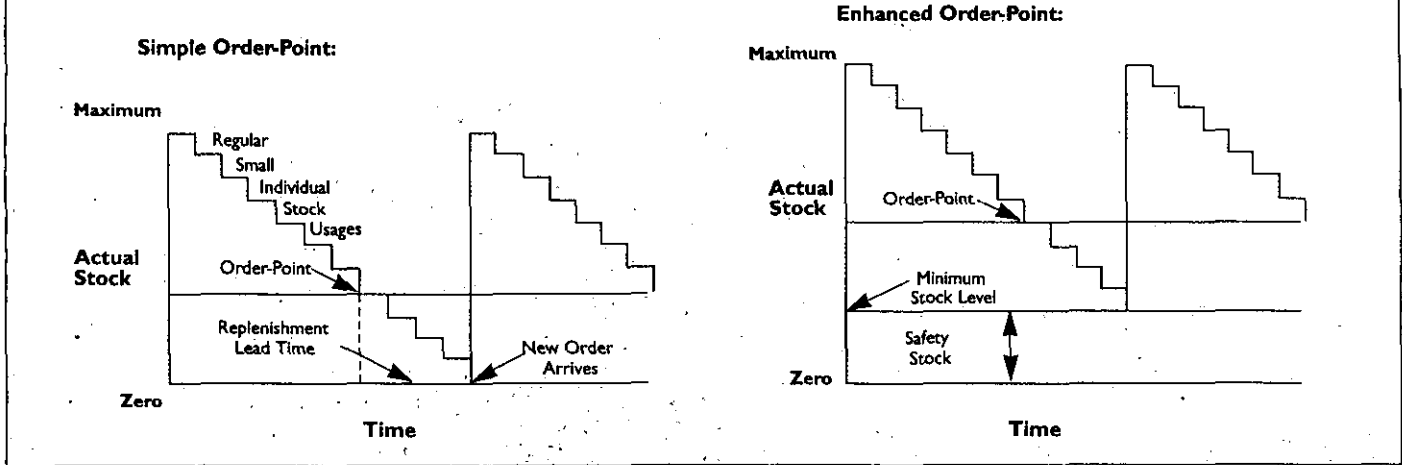 Simple Order-Point:
Maximum
Regular
Small
Individual
Stock
Usages
Actual
Stock
Order-Point
Replenishment
Lead Time
New Order
Arrives
Zero
Time
Enhanced Order-Point:
Maximum
Actual
Stock
Order-Point
Minimum
Stock Level
Safety
Stock
Zero
Time